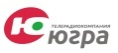 Ю ТЕЛЕРАДИОКОМПАНИЯ
югра